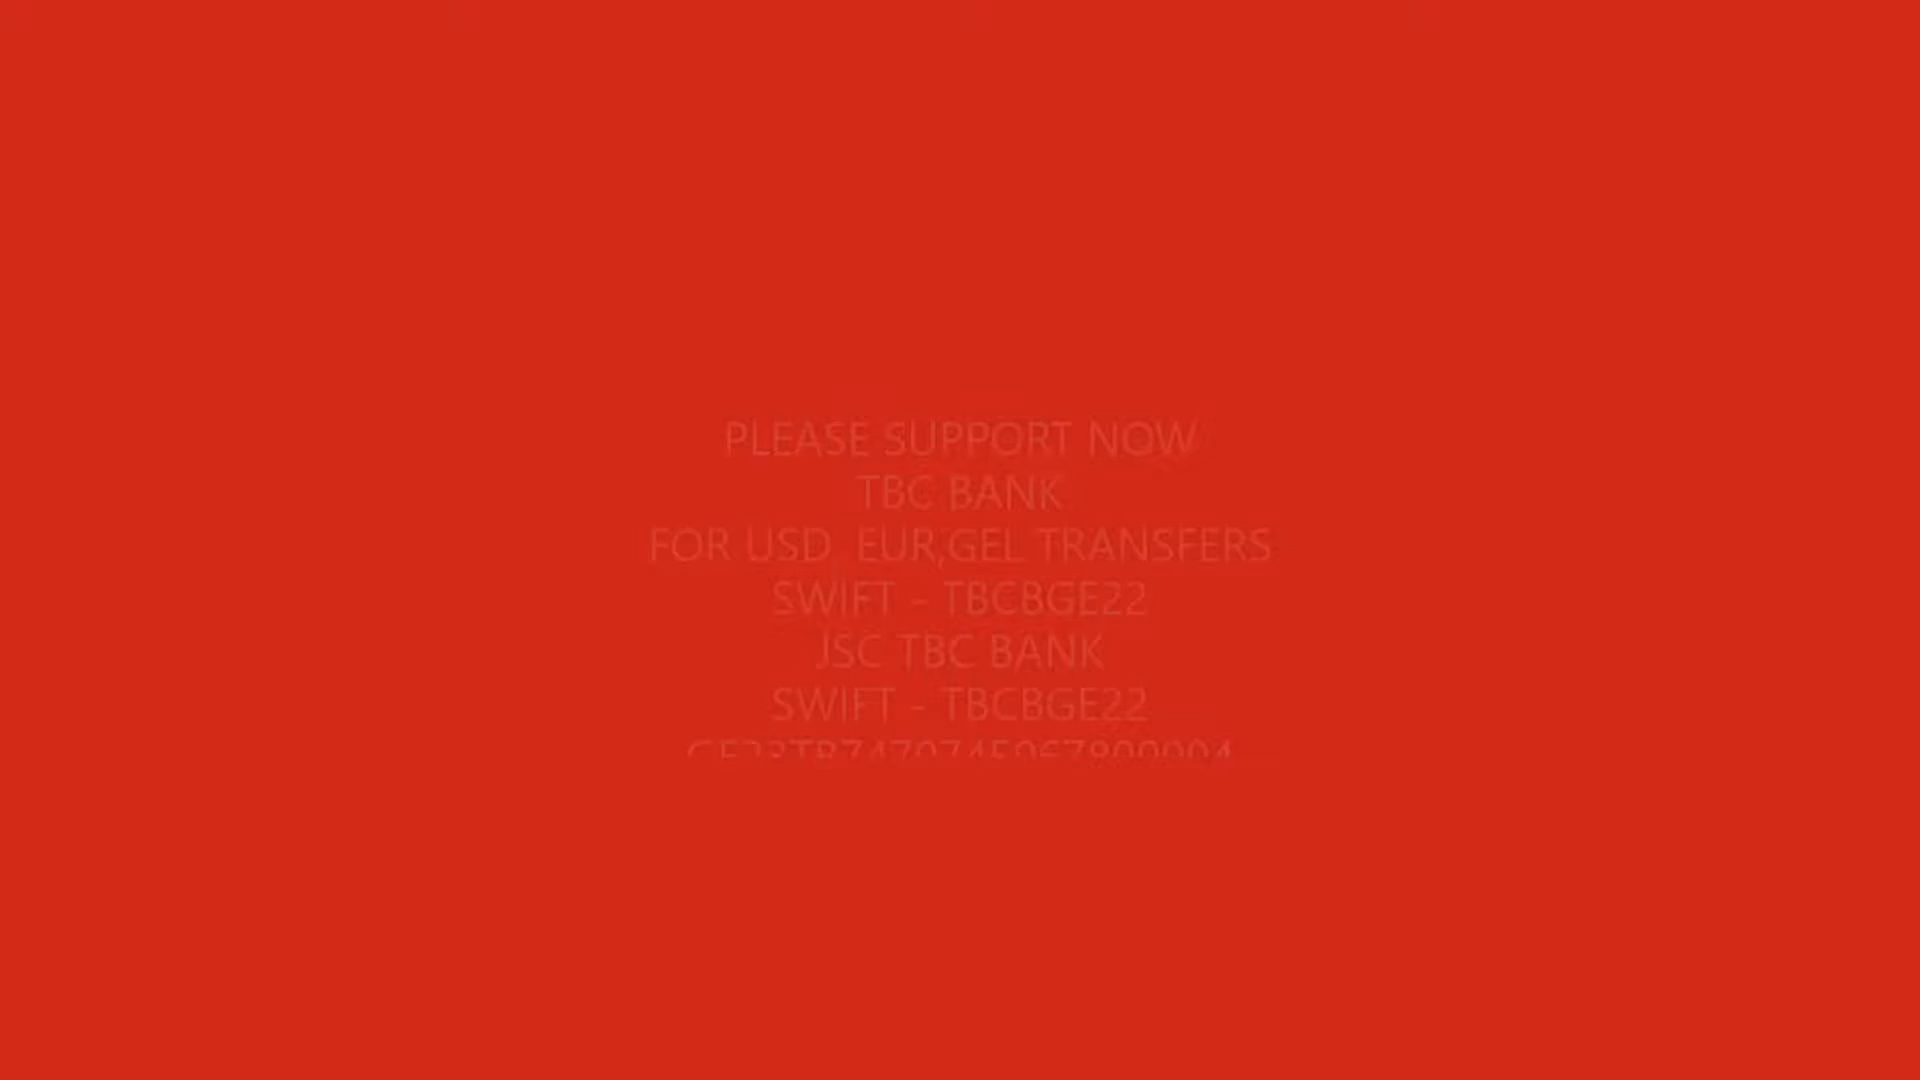 PLEASE SUPPORT NOW
TBC BANK
FOR USD, EUR,GEL TRANSFERS
SWIFT - TBCBGE22
JSC TBC BANK
SWIFT - TBCBGE22